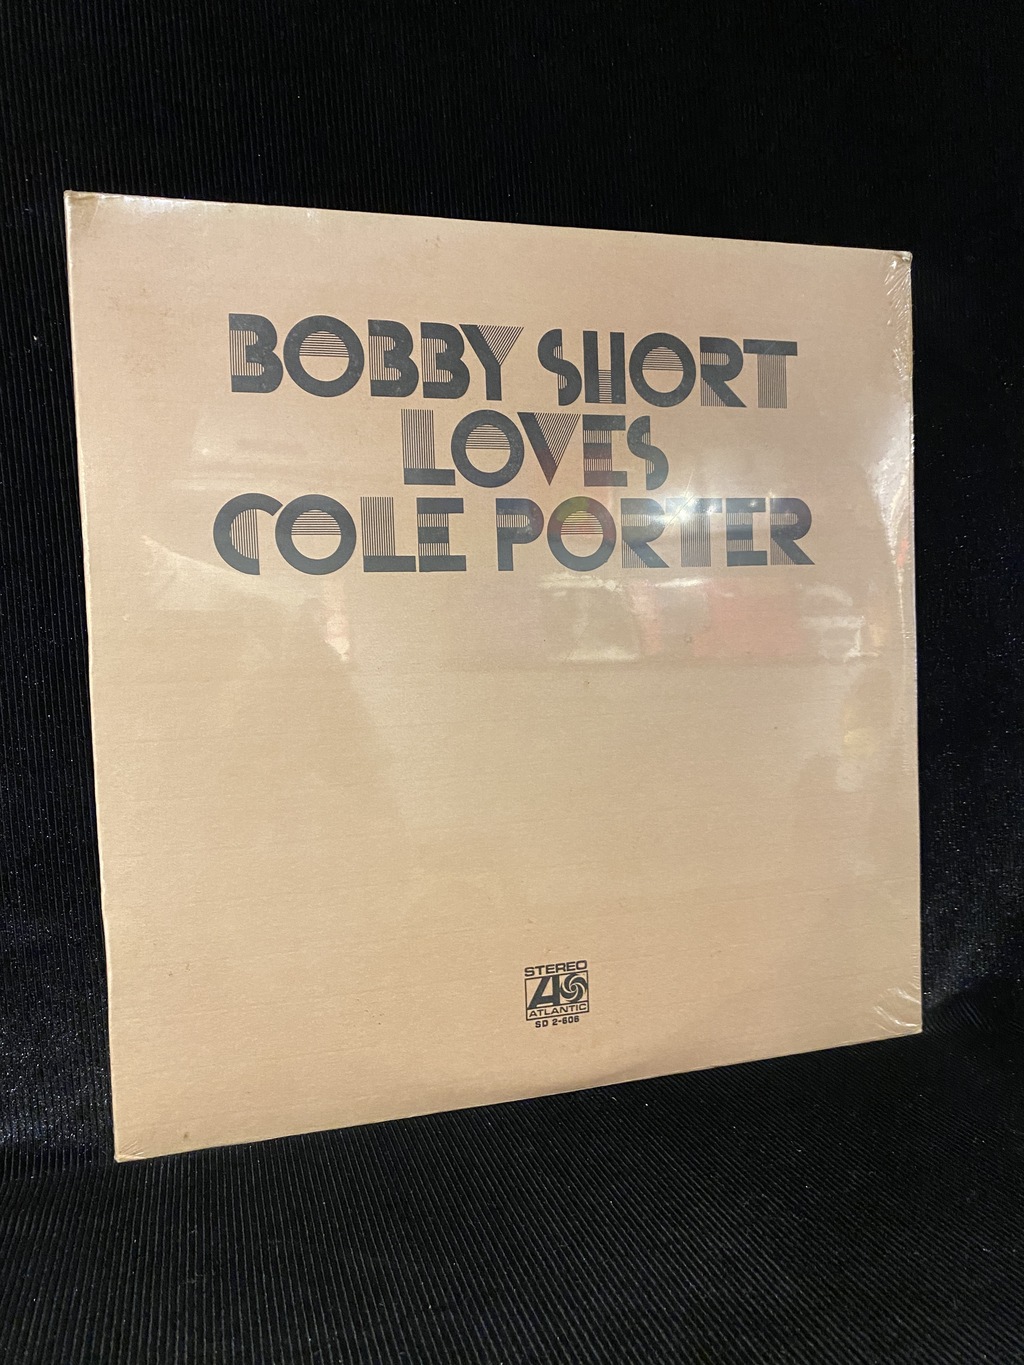 BOBBY SHORT
LOVES
COLE PORTER
STEREO
ATLANTIC
SD 2-606